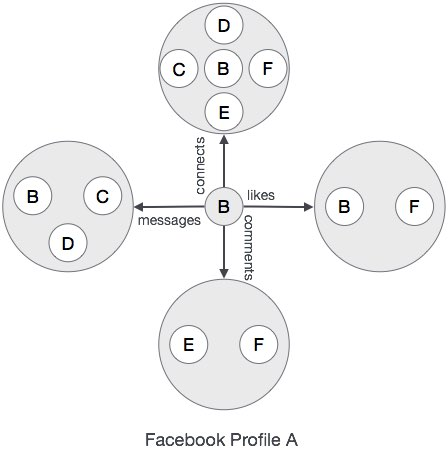 D
C B F
E
connects
B C
D
messages
B
likes
B F
comments
E F
Facebook Profile A